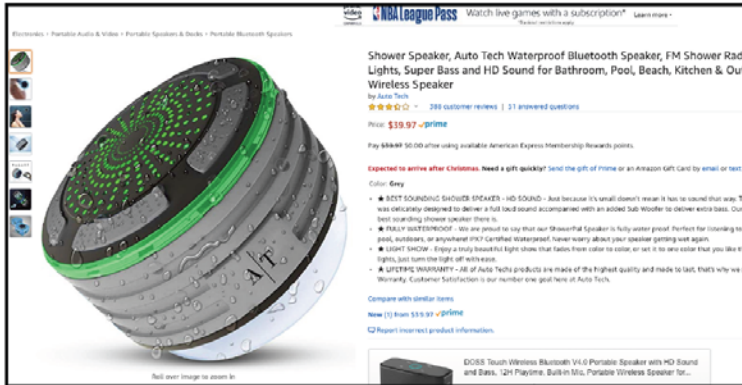 video
NBA League Pass
Watch live games with a subscription*
Learn more
Electronics › Portable Audio & Video › Portable Speakers & Docks › Portable Bluetooth Speakers
Shower Speaker, Auto Tech Waterproof Bluetooth Speaker, FM Shower Rad
Lights, Super Bass and HD Sound for Bathroom, Pool, Beach, Kitchen & Ou
Wireless Speaker
by Auto Tech
388 customer reviews | 51 answered questions
Price: $39.97 prime
Pay $39.97 $0.00 after using available American Express Membership Rewards points.
Expected to arrive after Christmas. Need a gift quickly? Send the gift of Prime or an Amazon Gift Card by email or text
Color: Grey
★ BEST SOUNDING SHOWER SPEAKER - HD SOUND - Just because it's small doesn't mean it has to sound that way. T
was delicately designed to deliver a full loud sound accompanied with an added Sub Woofer to deliver extra bass. Our
best sounding shower speaker there is.
★ FULLY WATERPROOF - We are proud to say that our ShowerPal Speaker is fully water proof. Perfect for listening to
pool, outdoors, or anywhere! IPX7 Certified Waterproof. Never worry about your speaker getting wet again
★ LIGHT SHOW - Enjoy a truly beautiful light show that fades from color to color, or set it to one color that you like t
lights, just turn the light off with ease.
★ LIFETIME WARRANTY - All of Auto Techs products are made of the highest quality and made to last, that's why we
Warranty. Customer Satisfaction is our number one goal here at Auto Tech.
Compare with similar items
New (1) from $39.97 prime
Report incorrect product information.
A T
Roll over image to zoom in
DOSS Touch Wireless Bluetooth V4.0 Portable Speaker with HD Sound
and Bass, 12H Playtime, Built-in Mic, Portable Wireless Speaker for...